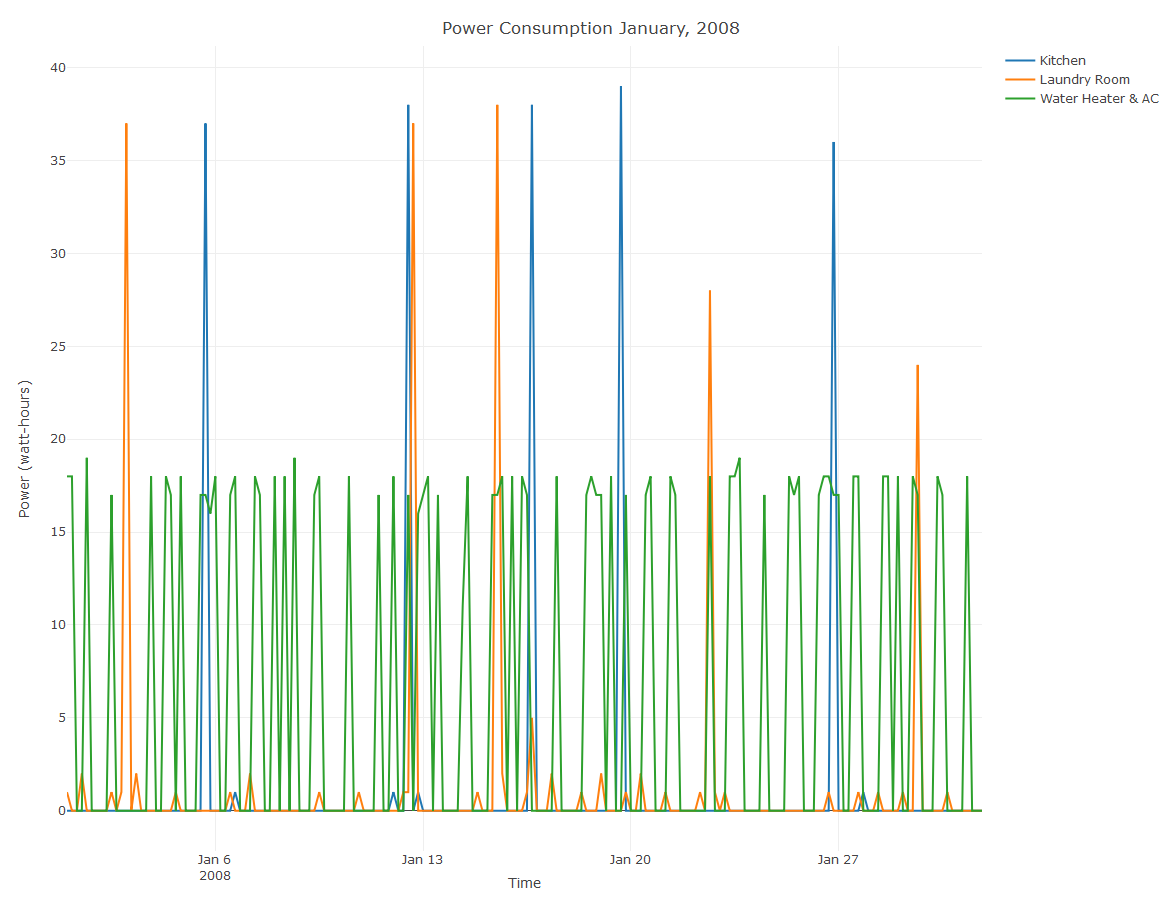 Power Consumption January, 2008
Kitchen
Laundry Room
Water Heater & AC
40
35
30
25
20
15
10
5
0
Power (watt-hours)
Jan 6
2008
Jan 13
Jan 20
Jan 27
Time